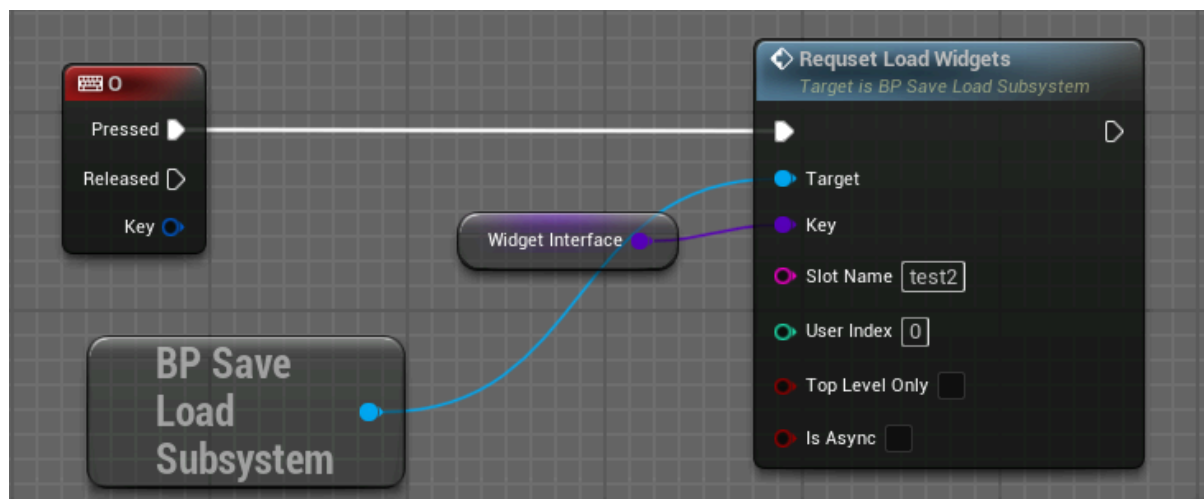 O
Pressed
Released
Key
Widget Interface
BP Save
Load
Subsystem
Requset Load Widgets
Target is BP Save Load Subsystem
Target
Key
Slot Name test2
User Index 0
Top Level Only
Is Async